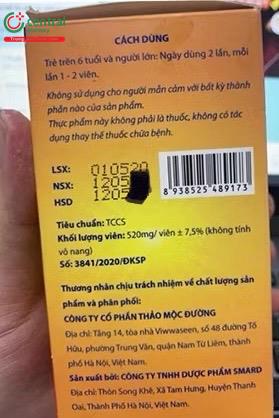 central
CÁCH DÙNG
Trẻ trên 6 tuổi và người lớn: Ngày dùng 2 lần, mỗi
lần 1 - 2 viên.
Không sử dụng cho người mẫn cảm với bất kỳ thành
phần nào của sản phẩm.
Thực phẩm này không phải là thuốc, không có tác
dụng thay thế thuốc chữa bệnh.
LSX: 010520
NSX: 1205
HSD 1205
8 938525 489173
Tiêu chuẩn: TCCS
Khối lượng viên: 520mg/ viên ± 7,5% (không tính
vỏ nang)
Số: 3841/2020/ĐKSP
Thương nhân chịu trách nhiệm về chất lượng sản
phẩm và phân phối:
CÔNG TY CỔ PHẦN THẢO MỘC ĐƯỜNG
Địa chỉ: Tầng 14, tòa nhà Viwwaseen, số 48 đường Tố
Hữu, phường Trung Văn, quận Nam Từ Liêm, thành
phố Hà Nội, Việt Nam.
Sản xuất bởi: CÔNG TY TNHH DƯỢC PHẨM SMARD
Địa chỉ: Thôn Song Khê, Xã Tam Hưng, Huyện Thanh
Oai, Thành Phố Hà Nội, Việt Nam.